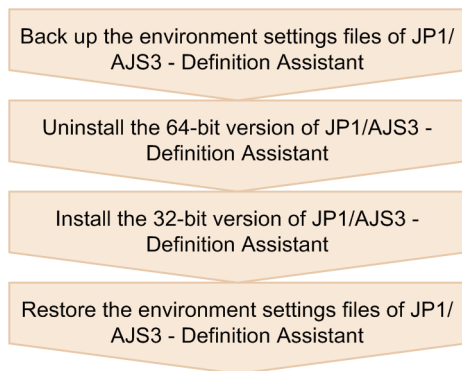 Back up the environment settings files of JP1/
AJS3 - Definition Assistant
Uninstall the 64-bit version of JP1/AJS3 -
Definition Assistant
Install the 32-bit version of JP1/AJS3 -
Definition Assistant
Restore the environment settings files of JP1/
AJS3 - Definition Assistant